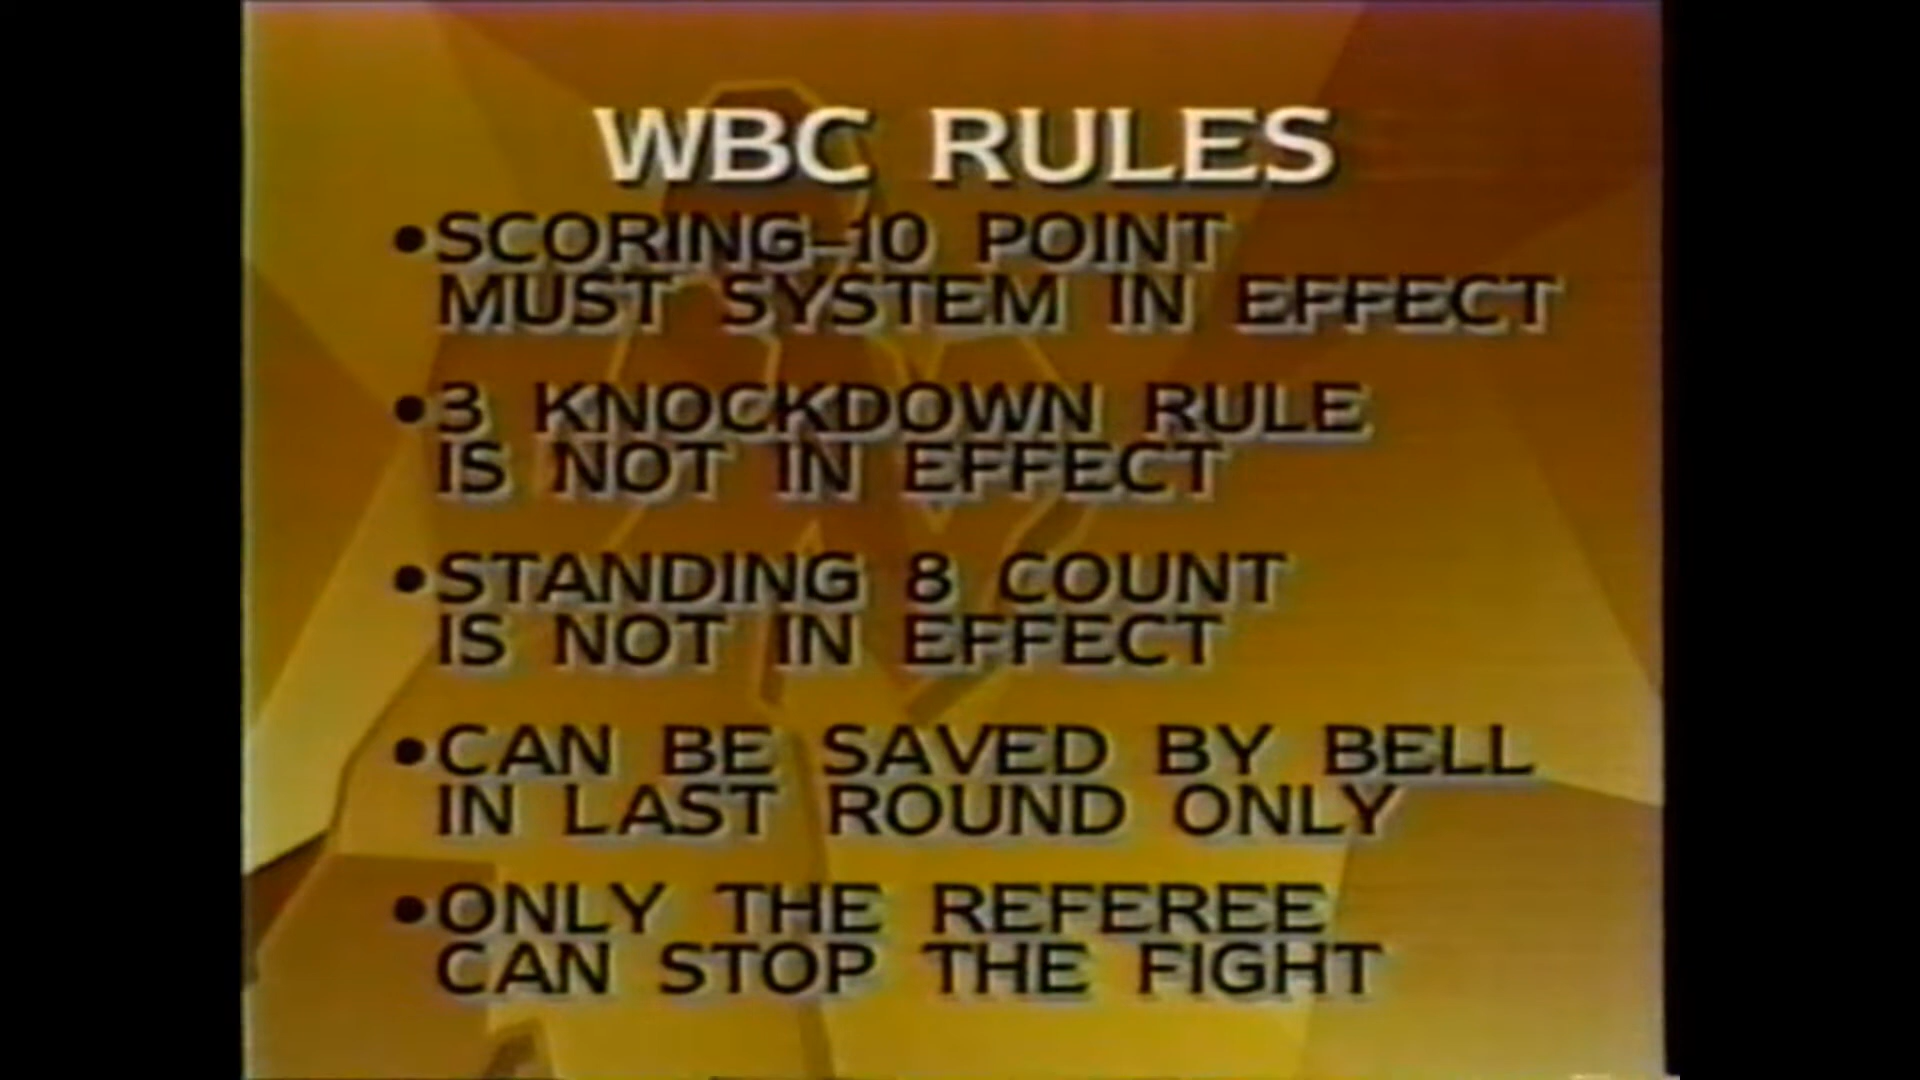 WBC RULES
•SCORING-10 POINT
MUST SYSTEM IN EFFECT
•3 KNOCKDOWN RULE
IS NOT IN EFFECT
•STANDING 8 COUNT
IS NOT IN EFFECT
•CAN BE SAVED BY BELL
IN LAST ROUND ONLY
•ONLY THE REFEREE
CAN STOP THE FIGHT